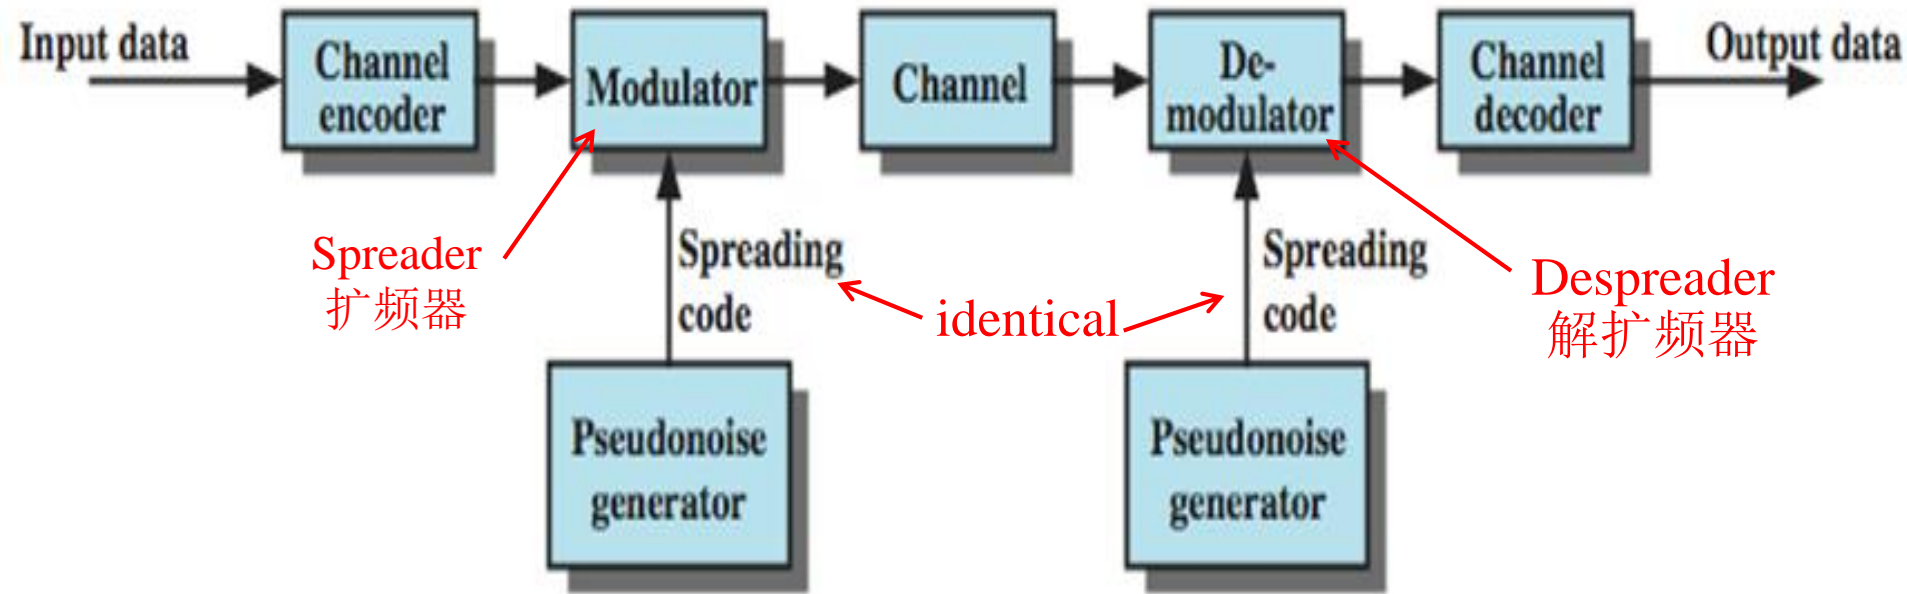 Input data
Channel
encoder
Modulator
Channel
De-
modulator
Channel
decoder
Output data
Spreader
扩频器
Spreading
code
identical
Spreading
code
Despreader
解扩频器
Pseudonoise
generator
Pseudonoise
generator